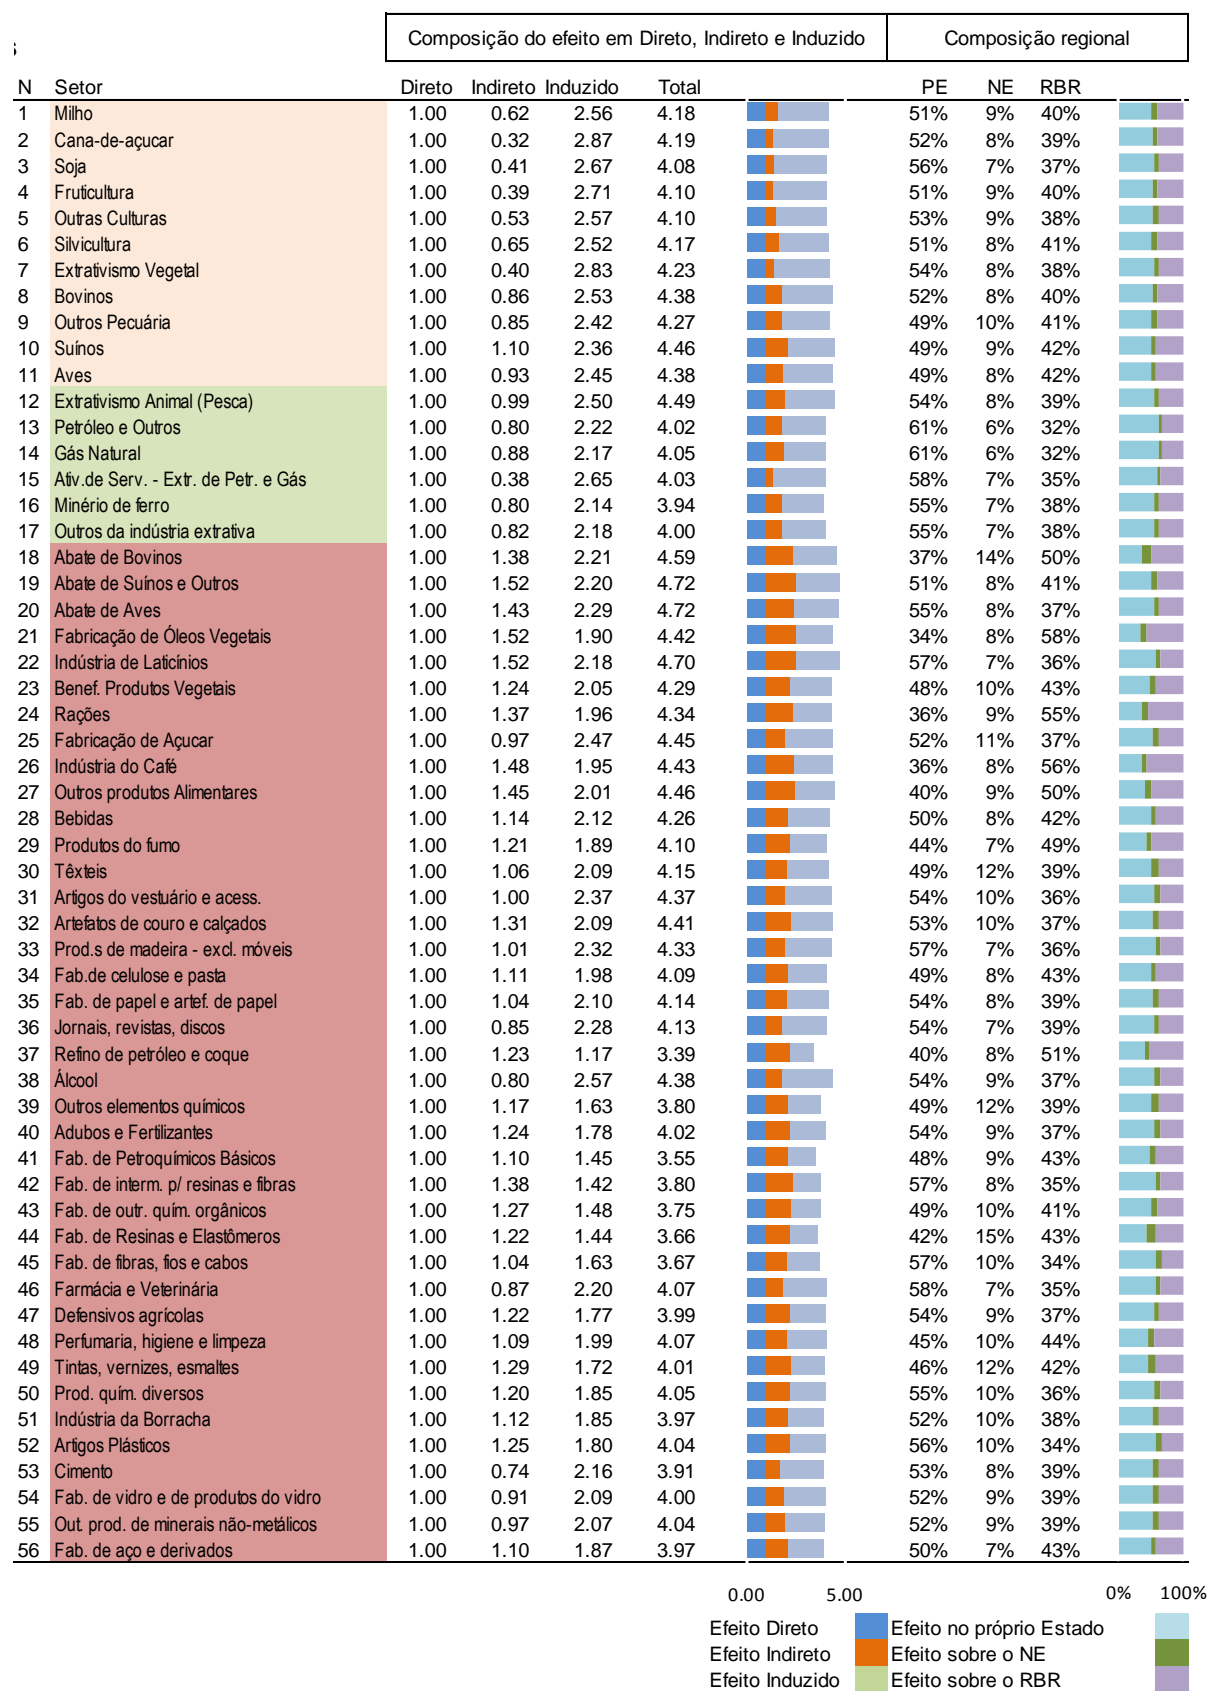 Composição do efeito em Direto, Indireto e Induzido Composição regional
N Setor Direto Indireto Induzido Total PE NE RBR
1 Milho 1.00 0.62 2.56 4.18 51% 9% 40%
2 Cana-de-açucar 1.00 0.32 2.87 4.19 52% 8% 39%
3 Soja 1.00 0.41 2.67 4.08 56% 7% 37%
4 Fruticultura 1.00 0.39 2.71 4.10 51% 9% 40%
5 Outras Culturas 1.00 0.53 2.57 4.10 53% 9% 38%
6 Silvicultura 1.00 0.65 2.52 4.17 51% 8% 41%
7 Extrativismo Vegetal 1.00 0.40 2.83 4.23 54% 8% 38%
8 Bovinos 1.00 0.86 2.53 4.38 52% 8% 40%
9 Outros Pecuária 1.00 0.85 2.42 4.27 49% 10% 41%
10 Suínos 1.00 1.10 2.36 4.46 49% 9% 42%
11 Aves 1.00 0.93 2.45 4.38 49% 8% 42%
12 Extrativismo Animal (Pesca) 1.00 0.99 2.50 4.49 54% 8% 39%
13 Petróleo e Outros 1.00 0.80 2.22 4.02 61% 6% 32%
14 Gás Natural 1.00 0.88 2.17 4.05 61% 6% 32%
15 Ativ.de Serv. - Extr. de Petr. e Gás 1.00 0.38 2.65 4.03 58% 7% 35%
16 Minério de ferro 1.00 0.80 2.14 3.94 55% 7% 38%
17 Outros da indústria extrativa 1.00 0.82 2.18 4.00 55% 7% 38%
18 Abate de Bovinos 1.00 1.38 2.21 4.59 37% 14% 50%
19 Abate de Suínos e Outros 1.00 1.52 2.20 4.72 51% 8% 41%
20 Abate de Aves 1.00 1.43 2.29 4.72 55% 8% 37%
21 Fabricação de Óleos Vegetais 1.00 1.52 1.90 4.42 34% 8% 58%
22 Indústria de Laticínios 1.00 1.52 2.18 4.70 57% 7% 36%
23 Benef. Produtos Vegetais 1.00 1.24 2.05 4.29 48% 10% 43%
24 Rações 1.00 1.37 1.96 4.34 36% 9% 55%
25 Fabricação de Açucar 1.00 0.97 2.47 4.45 52% 11% 37%
26 Indústria do Café 1.00 1.48 1.95 4.43 36% 8% 56%
27 Outros produtos Alimentares 1.00 1.45 2.01 4.46 40% 9% 50%
28 Bebidas 1.00 1.14 2.12 4.26 50% 8% 42%
29 Produtos do fumo 1.00 1.21 1.89 4.10 44% 7% 49%
30 Têxteis 1.00 1.06 2.09 4.15 49% 12% 39%
31 Artigos do vestuário e acess. 1.00 1.00 2.37 4.37 54% 10% 36%
32 Artefatos de couro e calçados 1.00 1.31 2.09 4.41 53% 10% 37%
33 Prod.s de madeira - excl. móveis 1.00 1.01 2.32 4.33 57% 7% 36%
34 Fab.de celulose e pasta 1.00 1.11 1.98 4.09 49% 8% 43%
35 Fab. de papel e artef. de papel 1.00 1.04 2.10 4.14 54% 8% 39%
36 Jornais, revistas, discos 1.00 0.85 2.28 4.13 54% 7% 39%
37 Refino de petróleo e coque 1.00 1.23 1.17 3.39 40% 8% 51%
38 Álcool 1.00 0.80 2.57 4.38 54% 9% 37%
39 Outros elementos químicos 1.00 1.17 1.63 3.80 49% 12% 39%
40 Adubos e Fertilizantes 1.00 1.24 1.78 4.02 54% 9% 37%
41 Fab. de Petroquímicos Básicos 1.00 1.10 1.45 3.55 48% 9% 43%
42 Fab. de interm. p/ resinas e fibras 1.00 1.38 1.42 3.80 57% 8% 35%
43 Fab. de outr. quím. orgânicos 1.00 1.27 1.48 3.75 49% 10% 41%
44 Fab. de Resinas e Elastômeros 1.00 1.22 1.44 3.66 42% 15% 43%
45 Fab. de fibras, fios e cabos 1.00 1.04 1.63 3.67 57% 10% 34%
46 Farmácia e Veterinária 1.00 0.87 2.20 4.07 58% 7% 35%
47 Defensivos agrícolas 1.00 1.22 1.77 3.99 54% 9% 37%
48 Perfumaria, higiene e limpeza 1.00 1.09 1.99 4.07 45% 10% 44%
49 Tintas, vernizes, esmaltes 1.00 1.29 1.72 4.01 46% 12% 42%
50 Prod. quím. diversos 1.00 1.20 1.85 4.05 55% 10% 36%
51 Indústria da Borracha 1.00 1.12 1.85 3.97 52% 10% 38%
52 Artigos Plásticos 1.00 1.25 1.80 4.04 56% 10% 34%
53 Cimento 1.00 0.74 2.16 3.91 53% 8% 39%
54 Fab. de vidro e de produtos do vidro 1.00 0.91 2.09 4.00 52% 9% 39%
55 Out. prod. de minerais não-metálicos 1.00 0.97 2.07 4.04 52% 9% 39%
56 Fab. de aço e derivados 1.00 1.10 1.87 3.97 50% 7% 43%
0.00 5.00 0% 100%
Efeito Direto Efeito no próprio Estado
Efeito Indireto Efeito sobre o NE
Efeito Induzido Efeito sobre o RBR